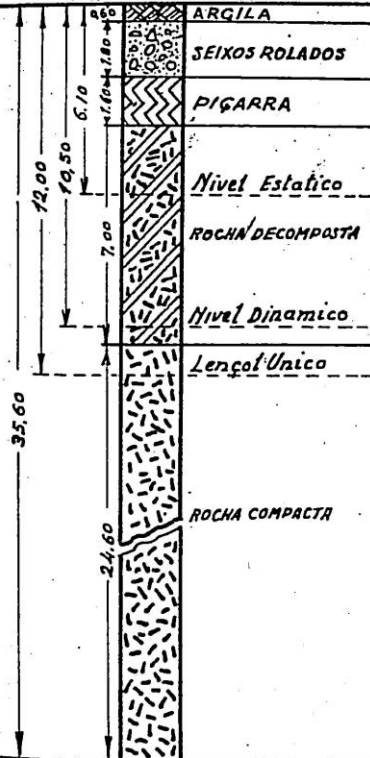 0.60
ARGILA
1.80
SEIXOS ROLADOS
1.60
PIÇARRA
6.10
Nivel Estatico
12,00
10,50
7.00
ROCHA DECOMPOSTA
Nivel Dinamico
Lençol Unico
35,60
24.60
ROCHA COMPACTA